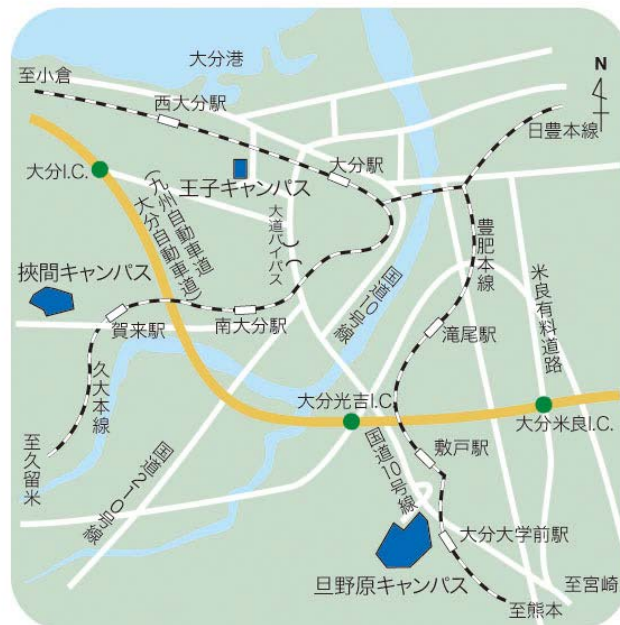 大分港
至小倉
N
西大分駅
日豊本線
大分駅
大分I.C.
王子キャンパス
(九州自動車道
大分自動車道)
大道バイパス
豊肥本線
挾間キャンパス
国道10号線
米良有料道路
賀来駅
南大分駅
滝尾駅
久大本線
大分光吉I.C.
大分米良I.C.
国道10号線
敷戸駅
至久留米
国道210号線
大分大学前駅
旦野原キャンパス
至宮崎
至熊本